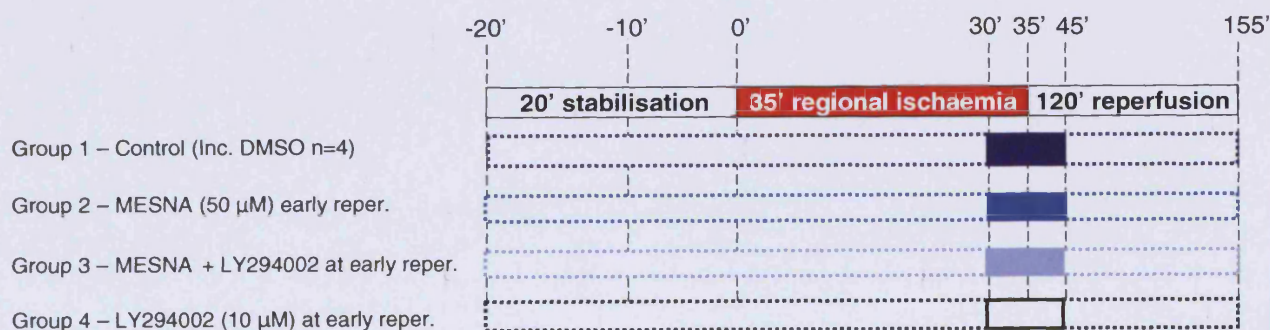 -20' -10' 0' 30' 35' 45' 155'
20' stabilisation 35' regional ischaemia 120' reperfusion
Group 1 – Control (Inc. DMSO n=4)
Group 2 – MESNA (50 µM) early reper.
Group 3 – MESNA + LY294002 at early reper.
Group 4 – LY294002 (10 µM) at early reper.